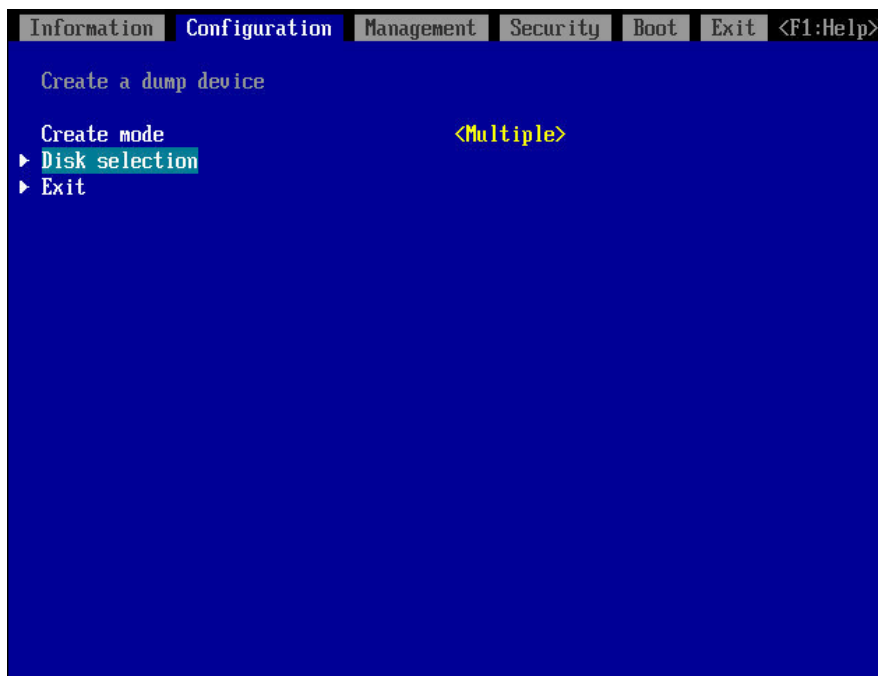 Information Configuration Management Security Boot Exit <F1:Help>
Create a dump device
Create mode <Multiple>
Disk selection
Exit